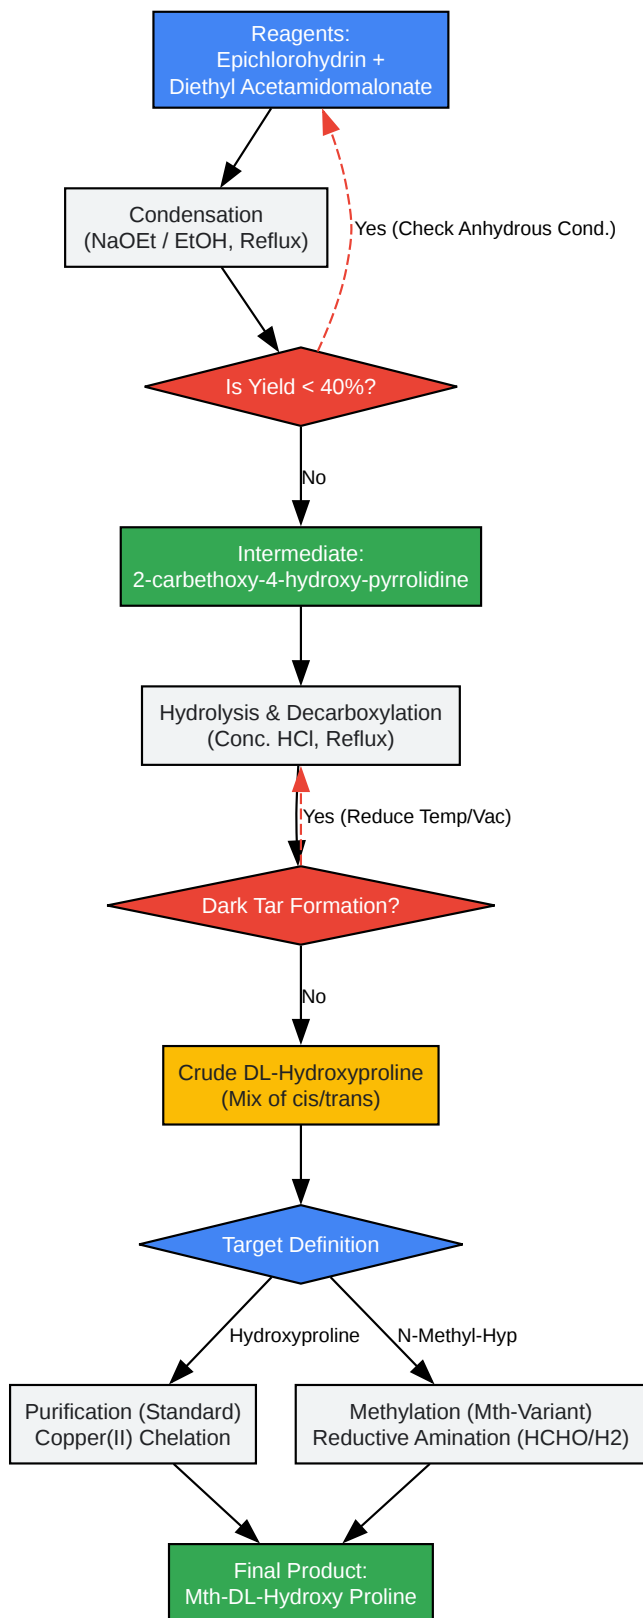 Reagents:
Epichlorohydrin +
Diethyl Acetamidomalonate
Condensation
(NaOEt / EtOH, Reflux)
Yes (Check Anhydrous Cond.)
Is Yield < 40%?
No
Intermediate:
2-carbethoxy-4-hydroxy-pyrrolidine
Hydrolysis & Decarboxylation
(Conc. HCl, Reflux)
Yes (Reduce Temp/Vac)
Dark Tar Formation?
No
Crude DL-Hydroxyproline
(Mix of cis/trans)
Target Definition
Hydroxyproline
N-Methyl-Hyp
Purification (Standard)
Copper(II) Chelation
Methylation (Mth-Variant)
Reductive Amination (HCHO/H2)
Final Product:
Mth-DL-Hydroxy Proline